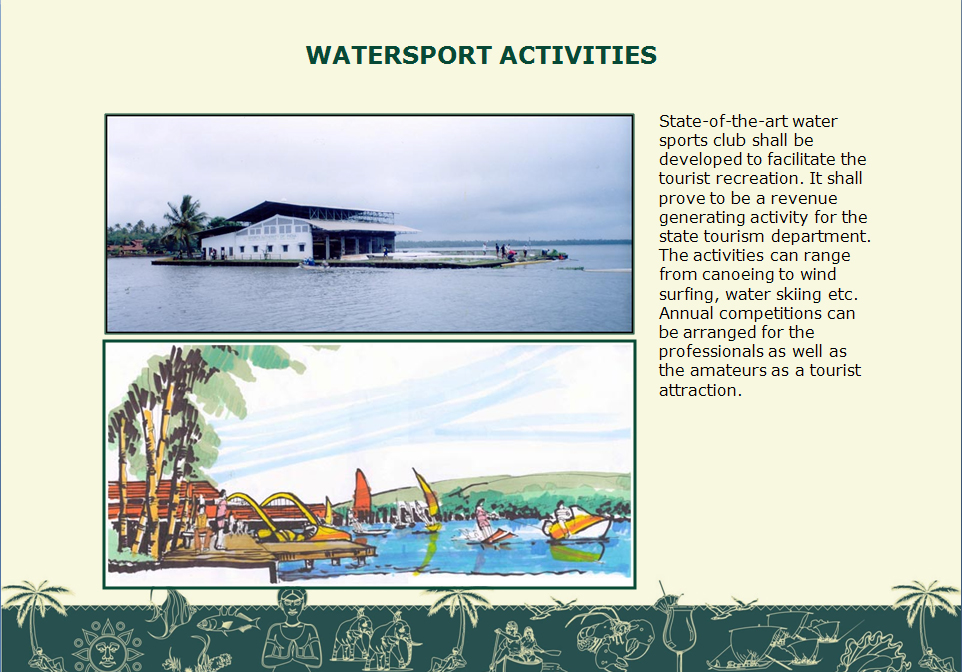 WATERSPORT ACTIVITIES
State-of-the-art water
sports club shall be
developed to facilitate the
tourist recreation. It shall
prove to be a revenue
generating activity for the
state tourism department.
The activities can range
from canoeing to wind
surfing, water skiing etc.
Annual competitions can
be arranged for the
professionals as well as
the amateurs as a tourist
attraction.